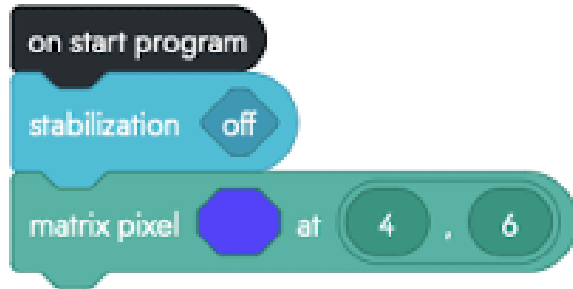 on start program
stabilization off
matrix pixel at 4 , 6